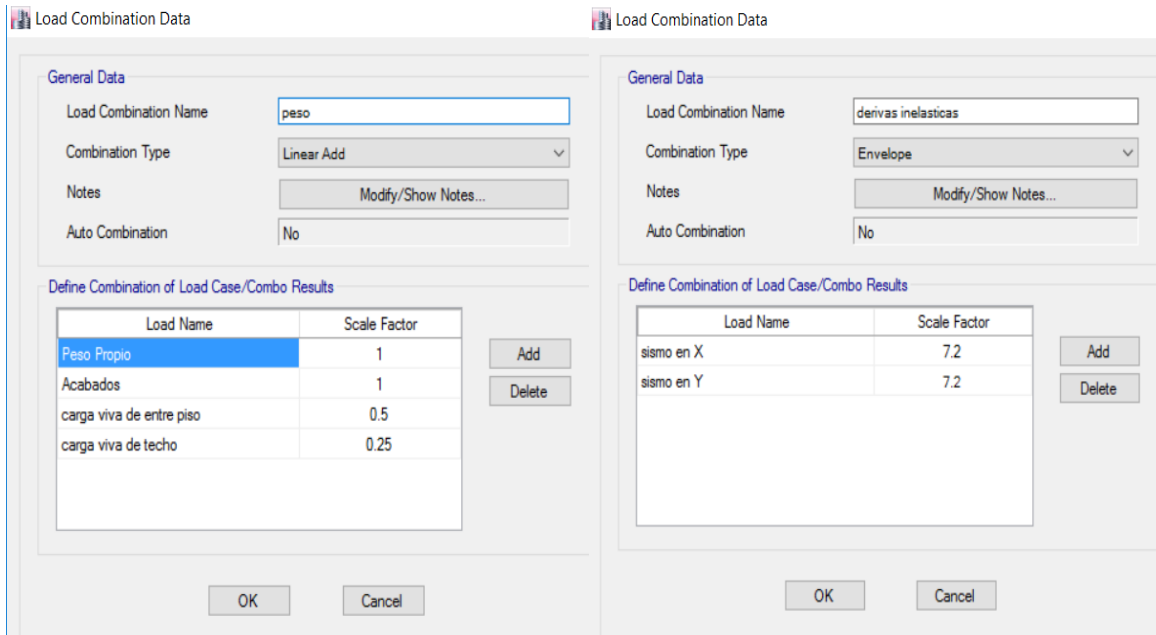 Load Combination Data
General Data
Load Combination Name peso
Combination Type Linear Add
Notes Modify/Show Notes...
Auto Combination No
Define Combination of Load Case/Combo Results
Load Name Scale Factor
Peso Propio 1
Acabados 1
carga viva de entre piso 0.5
carga viva de techo 0.25
Add
Delete
OK Cancel
Load Combination Data
General Data
Load Combination Name derivas inelasticas
Combination Type Envelope
Notes Modify/Show Notes...
Auto Combination No
Define Combination of Load Case/Combo Results
Load Name Scale Factor
sismo en X 7.2
sismo en Y 7.2
Add
Delete
OK Cancel